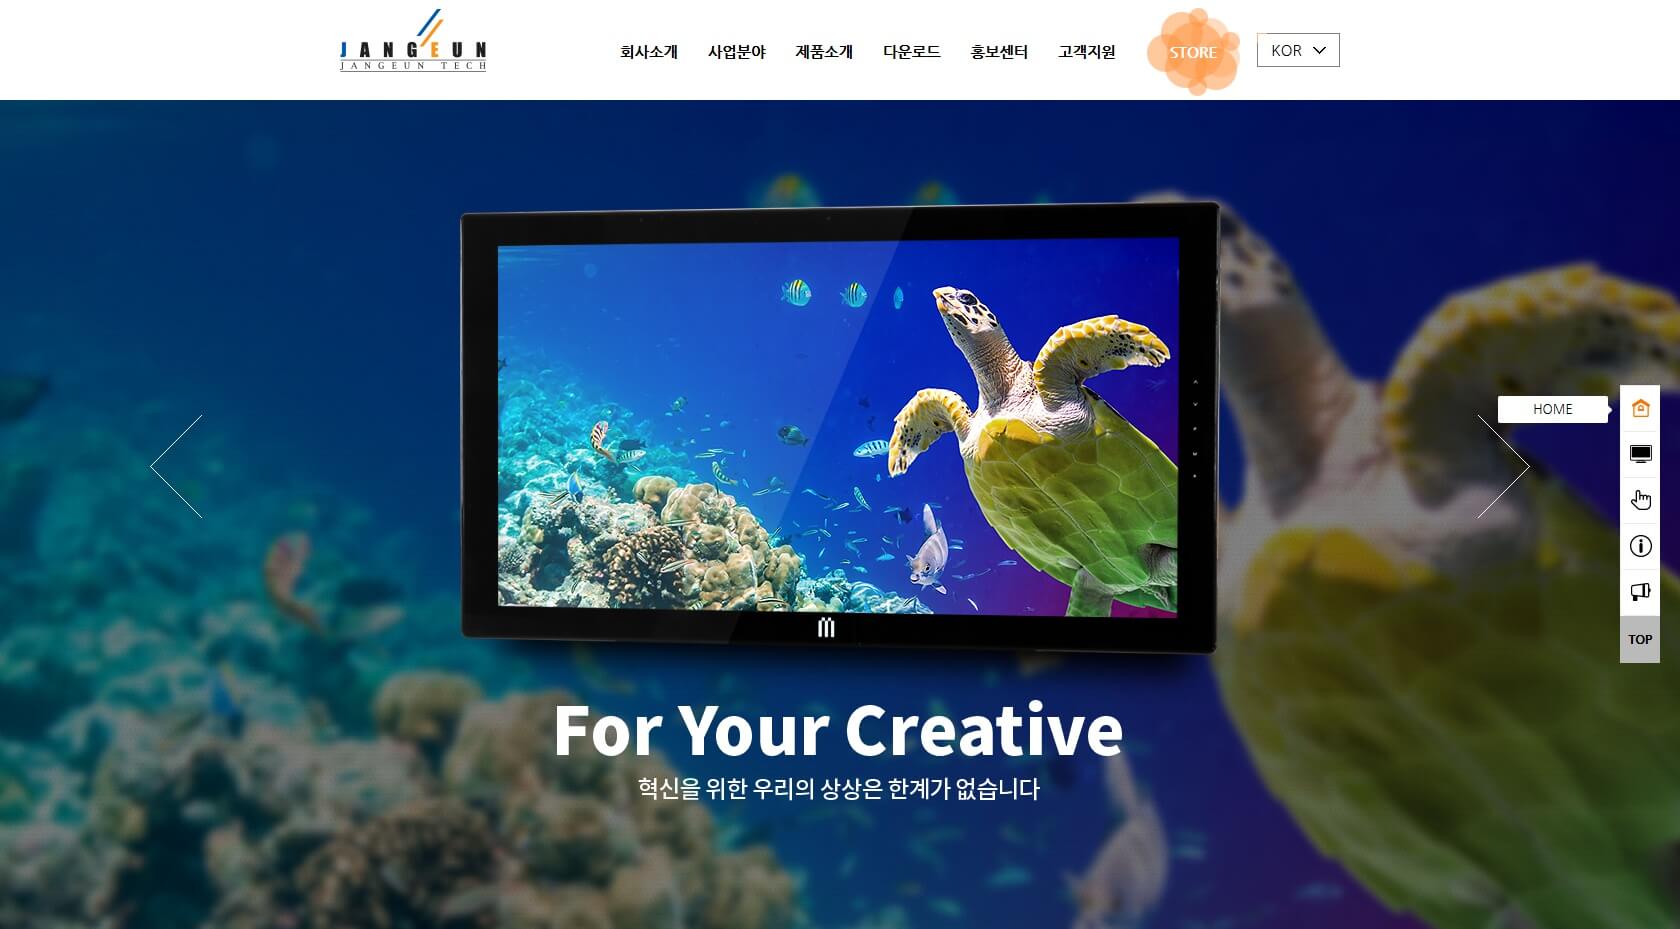 JANGEUN
JANGEUN TECH
회사소개
사업분야
제품소개
다운로드
홍보센터
고객지원
STORE
KOR
HOME
TOP
For Your Creative
혁신을 위한 우리의 상상은 한계가 없습니다